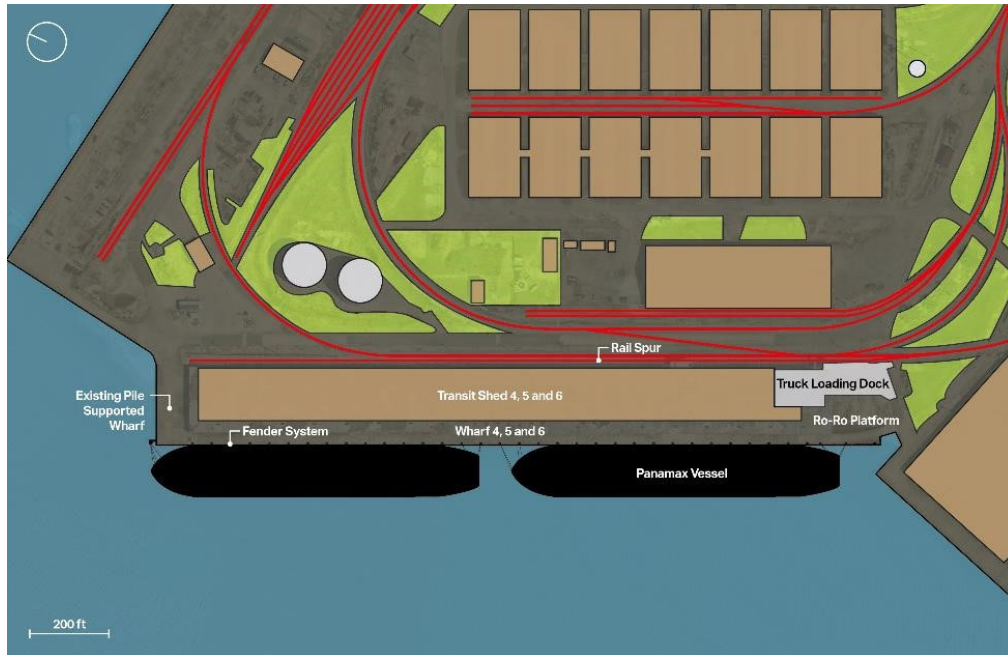 Rail Spur
Truck Loading Dock
Existing Pile
Supported
Wharf
Transit Shed 4, 5 and 6
Ro-Ro Platform
Fender System
Wharf 4, 5 and 6
Panamax Vessel
200 ft